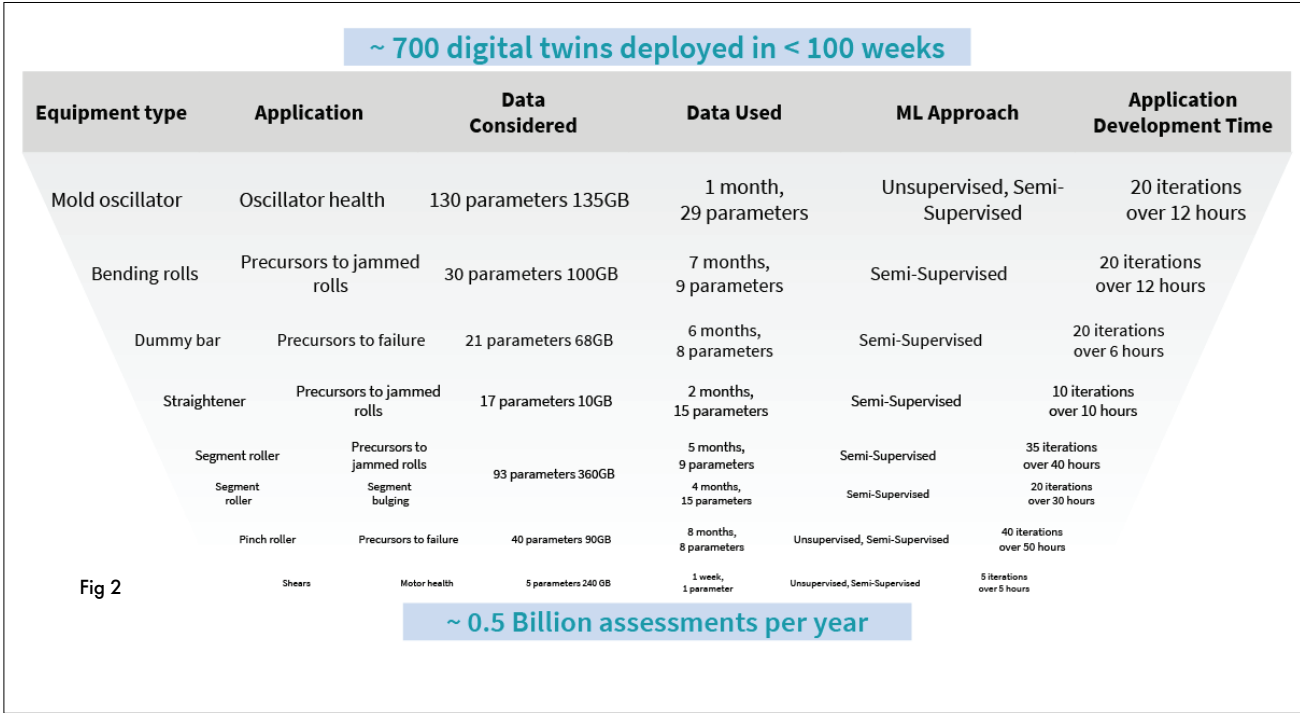 ~ 700 digital twins deployed in < 100 weeks
Equipment type
Application
Data
Considered
Data Used
ML Approach
Application
Development Time
Mold oscillator
Oscillator health
130 parameters 135GB
1 month,
29 parameters
Unsupervised, Semi-
Supervised
20 iterations
over 12 hours
Bending rolls
Precursors to jammed
rolls
30 parameters 100GB
7 months,
9 parameters
Semi-Supervised
20 iterations
over 12 hours
Dummy bar
Precursors to failure
21 parameters 68GB
6 months,
8 parameters
Semi-Supervised
20 iterations
over 6 hours
Straightener
Precursors to jammed
rolls
17 parameters 10GB
2 months,
15 parameters
Semi-Supervised
10 iterations
over 10 hours
Segment roller
Precursors to
jammed rolls
93 parameters 360GB
5 months,
9 parameters
Semi-Supervised
35 iterations
over 40 hours
Segment
roller
Segment
bulging
4 months,
15 parameters
Semi-Supervised
20 iterations
over 30 hours
Pinch roller
Precursors to failure
40 parameters 90GB
8 months,
8 parameters
Unsupervised, Semi-Supervised
40 iterations
over 50 hours
Shears
Motor health
5 parameters 240 GB
1 week,
1 parameter
Unsupervised, Semi-Supervised
5 iterations
over 5 hours
Fig 2
~ 0.5 Billion assessments per year